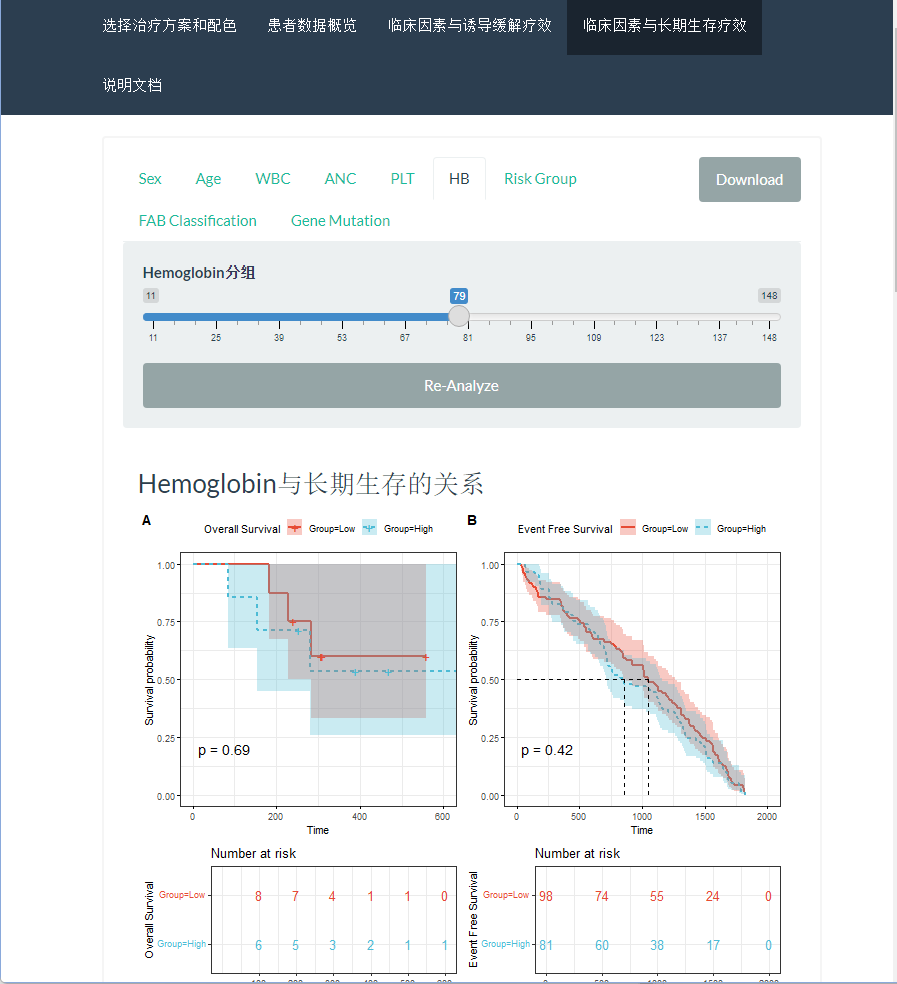 选择治疗方案和配色 患者数据概览 临床因素与诱导缓解疗效 临床因素与长期生存疗效
说明文档
Sex Age WBC ANC PLT HB Risk Group Download
FAB Classification Gene Mutation
Hemoglobin分组
11 79 148
11 25 39 53 67 81 95 109 123 137 148
Re-Analyze
Hemoglobin与长期生存的关系
A
Overall Survival Group=Low Group=High
Survival probability
1.00
0.75
0.50
0.25
0.00
p = 0.69
0 200 400 600
Time
B
Event Free Survival Group=Low Group=High
Survival probability
1.00
0.75
0.50
0.25
0.00
p = 0.42
0 500 1000 1500 2000
Time
Number at risk
Overall Survival
Group=Low 8 7 4 1 1 0
Group=High 6 5 3 2 1 1
Number at risk
Event Free Survival
Group=Low 98 74 55 24 0
Group=High 81 60 38 17 0